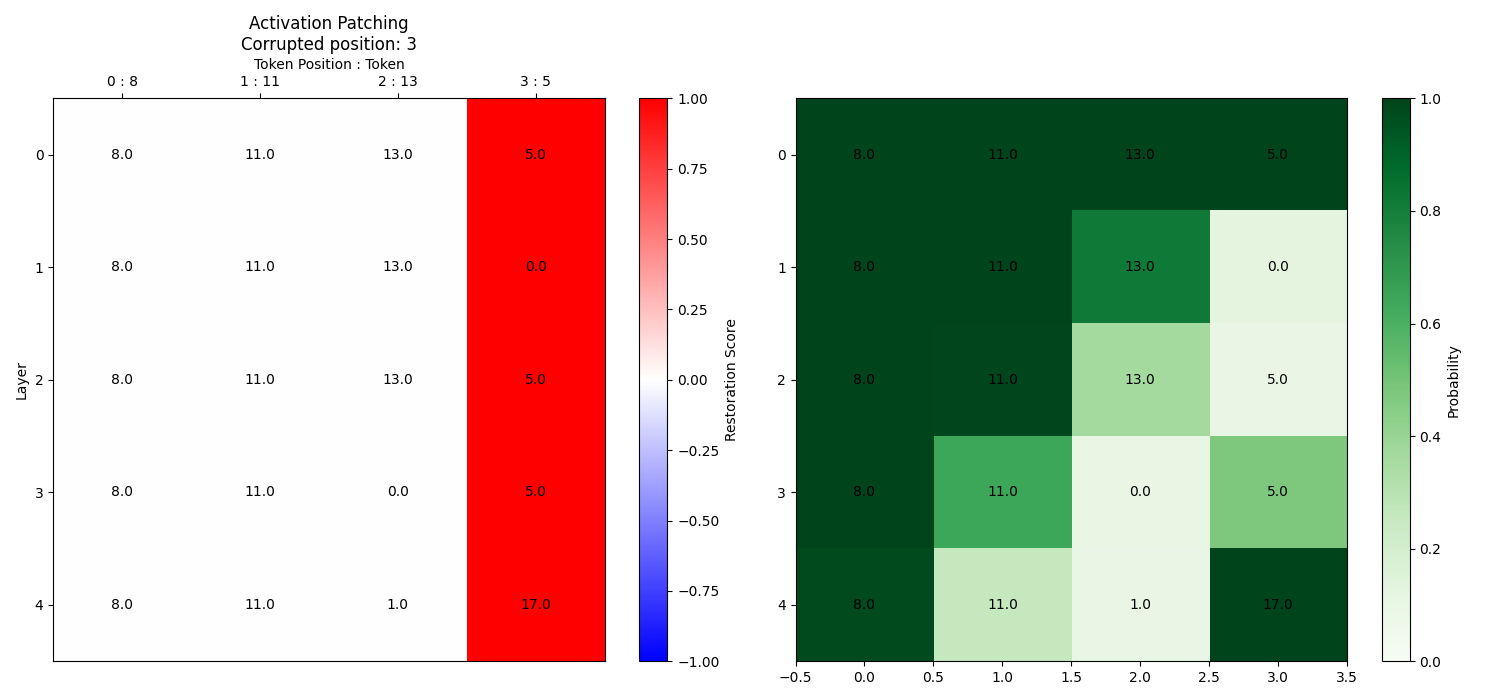 Activation Patching
Corrupted position: 3
Token Position : Token
0 : 8 1 : 11 2 : 13 3 : 5
Layer
0 8.0 11.0 13.0 5.0
1 8.0 11.0 13.0 0.0
2 8.0 11.0 13.0 5.0
3 8.0 11.0 0.0 5.0
4 8.0 11.0 1.0 17.0
1.00
0.75
0.50
0.25
0.00
−0.25
−0.50
−0.75
−1.00
Restoration Score
0 8.0 11.0 13.0 5.0
1 8.0 11.0 13.0 0.0
2 8.0 11.0 13.0 5.0
3 8.0 11.0 0.0 5.0
4 8.0 11.0 1.0 17.0
−0.5 0.0 0.5 1.0 1.5 2.0 2.5 3.0 3.5
1.0
0.8
0.6
0.4
0.2
0.0
Probability